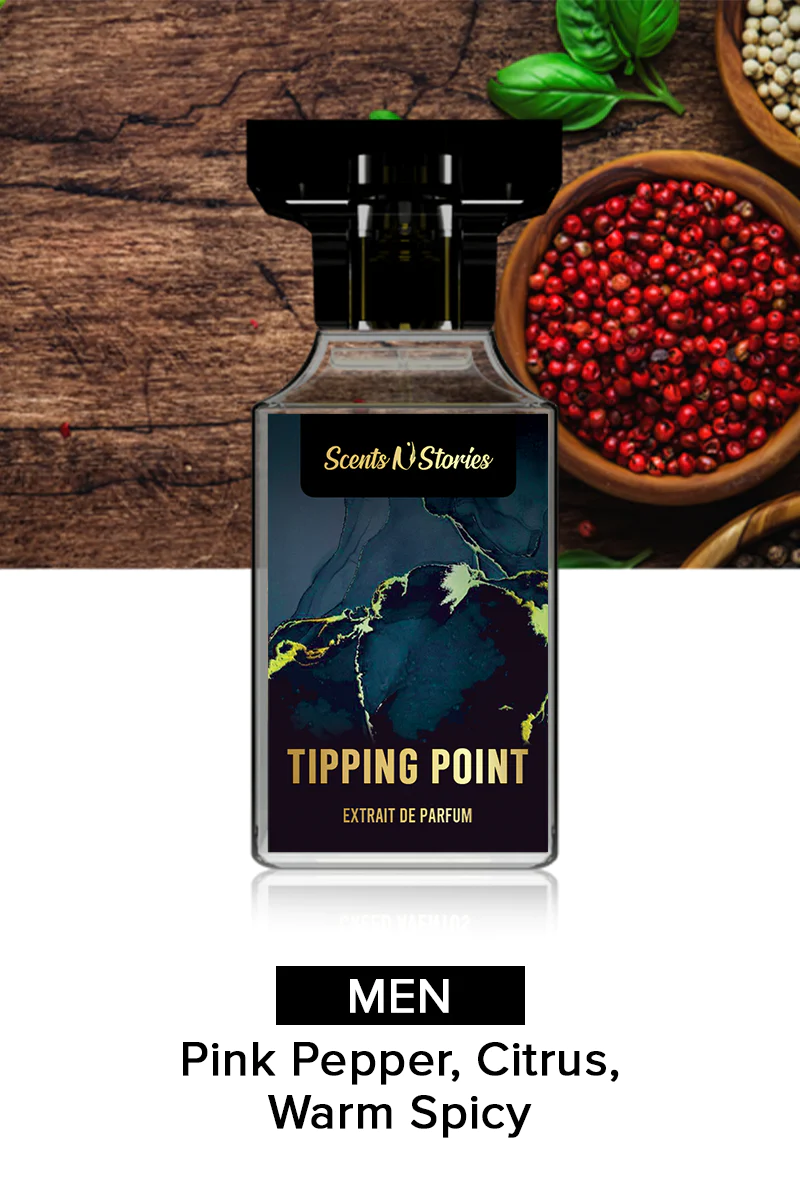 Scents N Stories
TIPPING POINT
EXTRAIT DE PARFUM
MEN
Pink Pepper, Citrus,
Warm Spicy